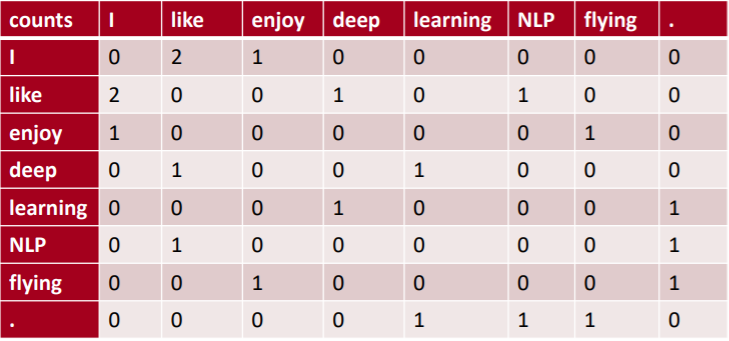 counts I like enjoy deep learning NLP flying .
I 0 2 1 0 0 0 0 0
like 2 0 0 1 0 1 0 0
enjoy 1 0 0 0 0 0 1 0
deep 0 1 0 0 1 0 0 0
learning 0 0 0 1 0 0 0 1
NLP 0 1 0 0 0 0 0 1
flying 0 0 1 0 0 0 0 1
. 0 0 0 0 1 1 1 0